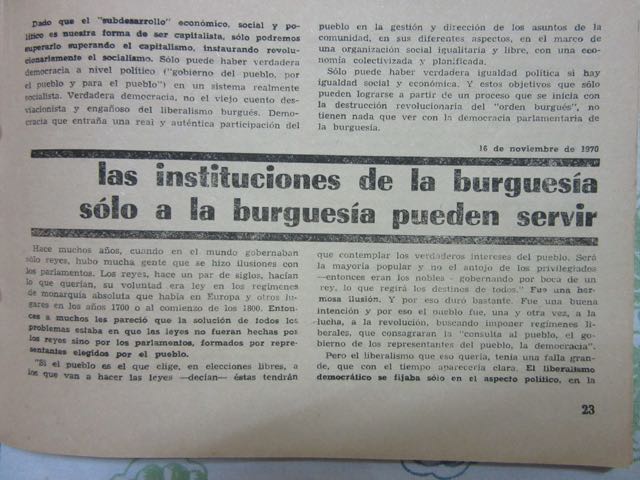 Dado que el "subdesarrollo" económico, social y po-
lítico es nuestra forma de ser capitalista, sólo podremos
superarlo superando el capitalismo, instaurando revolu-
cionariamente el socialismo. Sólo puede haber verdadera
democracia a nivel político ("gobierno del pueblo, por
el pueblo y para el pueblo") en un sistema realmente
socialista. Verdadera democracia, no el viejo cuento des-
viacionista y engañoso del liberalismo burgués. Demo-
cracia que entraña una real y auténtica participación del
pueblo en la gestión y dirección de los asuntos de la
comunidad, en sus diferentes aspectos, en el marco de
una organización social igualitaria y libre, con una eco-
nomía colectivizada y planificada.
Sólo puede haber verdadera igualdad política si hay
igualdad social y económica. Y estos objetivos que sólo
pueden lograrse a partir de un proceso que se inicia con
la destrucción revolucionaria del "orden burgués", no
tienen nada que ver con la democracia parlamentaria de
la burguesía.
16 de noviembre de 1970
las instituciones de la burguesía
sólo a la burguesía pueden servir
Hace muchos años, cuando en el mundo gobernaban
sólo reyes, hubo mucha gente que se hizo ilusiones con
los parlamentos. Los reyes, hace un par de siglos, hacían
lo que querían, su voluntad era ley en los regímenes
de monarquía absoluta que había en Europa y otros lu-
gares en los años 1700 o al comienzo de los 1800. Enton-
ces a muchos les pareció que la solución de todos los
problemas estaba en que las leyes no fueran hechas por
los reyes sino por los parlamentos, formados por repre-
sentantes elegidos por el pueblo.
"Si el pueblo es el que elige, en elecciones libres, a
los que van a hacer las leyes —decían— éstas tendrán
que contemplar los verdaderos intereses del pueblo. Será
la mayoría popular y no el antojo de los privilegiados
—entonces eran los nobles - gobernando por boca de un
rey, lo que regirá los destinos de todos." Fue una her-
mosa ilusión. Y por eso duró bastante. Fue una buena
intención y por eso el pueblo fue, una y otra vez, a la
lucha, a la revolución, buscando imponer regímenes li-
berales, que consagraran la "consulta al pueblo, el go-
bierno de los representantes del pueblo, la democracia".
Pero el liberalismo que eso quería, tenía una falla gran-
de, que con el tiempo aparecería clara. El liberalismo
democrático se fijaba sólo en el aspecto político, en la
23